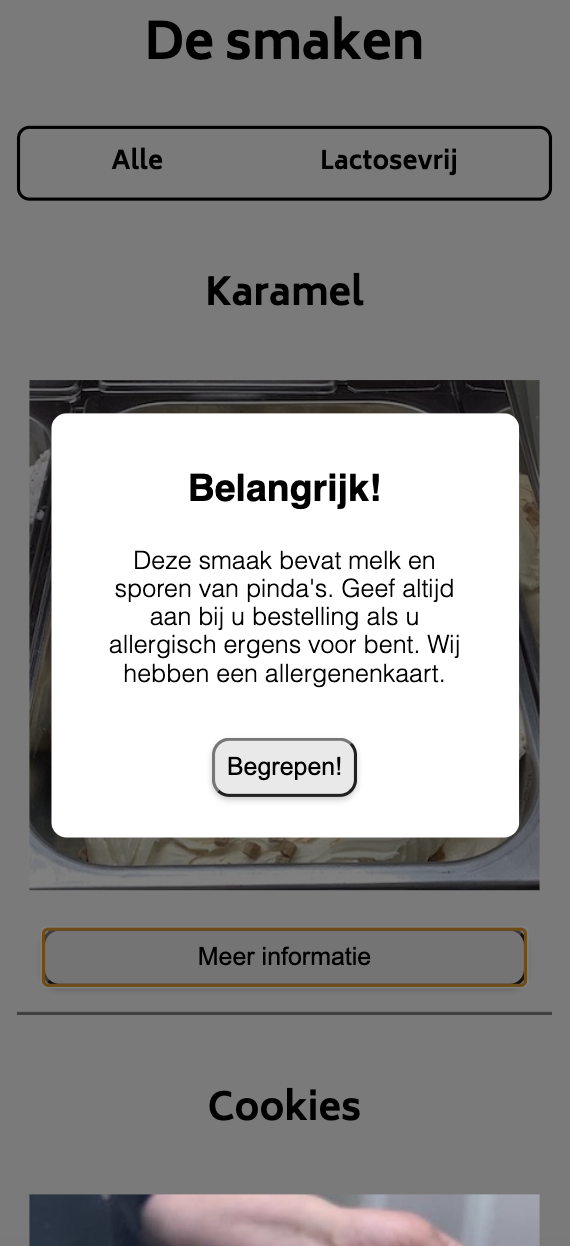 De smaken
Alle Lactosevrij
Karamel
Belangrijk!
Deze smaak bevat melk en
sporen van pinda's. Geef altijd
aan bij u bestelling als u
allergisch ergens voor bent. Wij
hebben een allergenenkaart.
Begrepen!
Meer informatie
Cookies